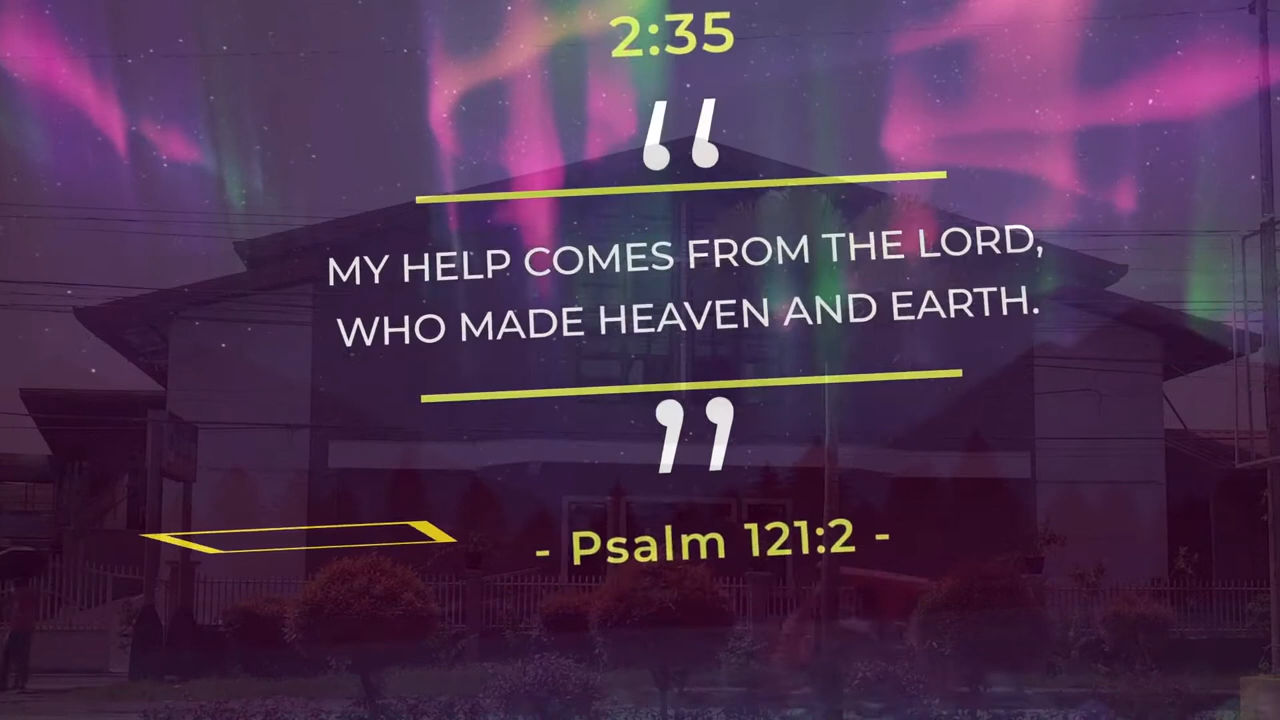 2:35
“
MY HELP COMES FROM THE LORD,
WHO MADE HEAVEN AND EARTH.
”
- Psalm 121:2 -